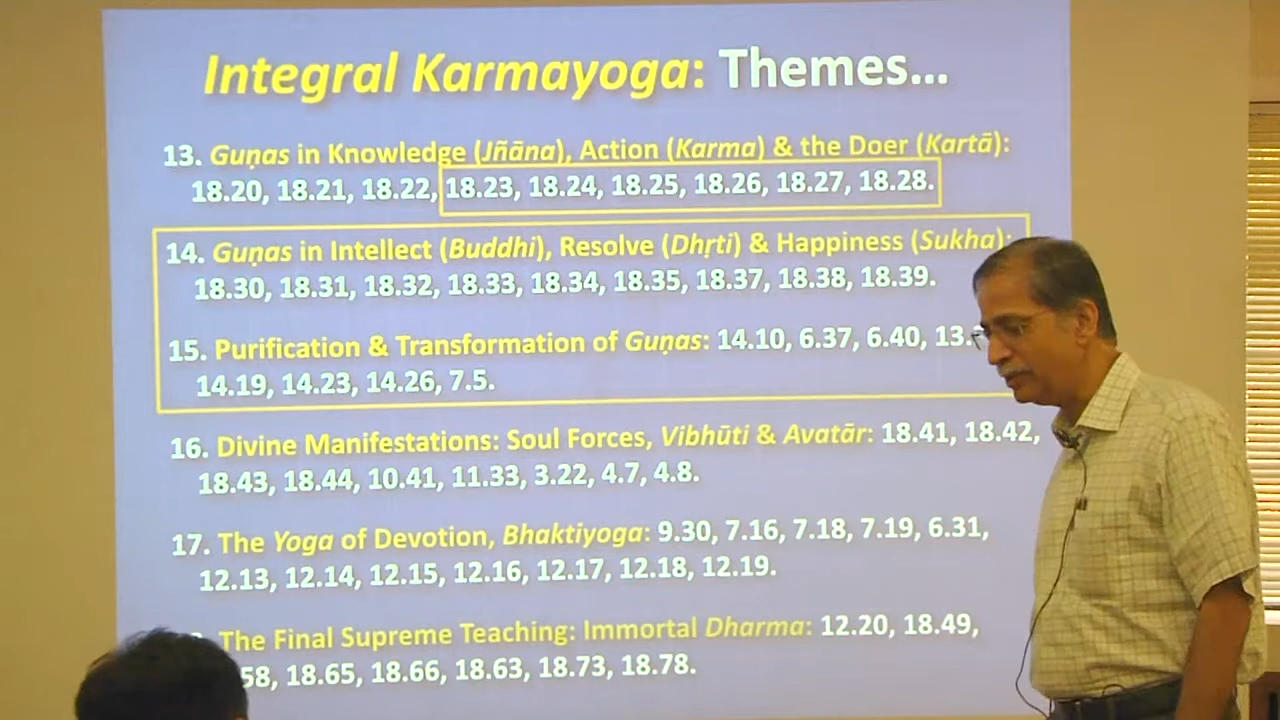 Integral Karmayoga: Themes...
13. Guṇas in Knowledge (Jñāna), Action (Karma) & the Doer (Kartā):
18.20, 18.21, 18.22, 18.23, 18.24, 18.25, 18.26, 18.27, 18.28.
14. Guṇas in Intellect (Buddhi), Resolve (Dhṛti) & Happiness (Sukha):
18.30, 18.31, 18.32, 18.33, 18.34, 18.35, 18.37, 18.38, 18.39.
15. Purification & Transformation of Guṇas: 14.10, 6.37, 6.40,
14.19, 14.23, 14.26, 7.5.
16. Divine Manifestations: Soul Forces, Vibhūti & Avatār: 18.41, 18.42,
18.43, 18.44, 10.41, 11.33, 3.22, 4.7, 4.8.
17. The Yoga of Devotion, Bhaktiyoga: 9.30, 7.16, 7.18, 7.19, 6.31,
12.13, 12.14, 12.15, 12.16, 12.17, 12.18, 12.19.
The Final Supreme Teaching: Immortal Dharma: 12.20, 18.49,
58, 18.65, 18.66, 18.63, 18.73, 18.78.